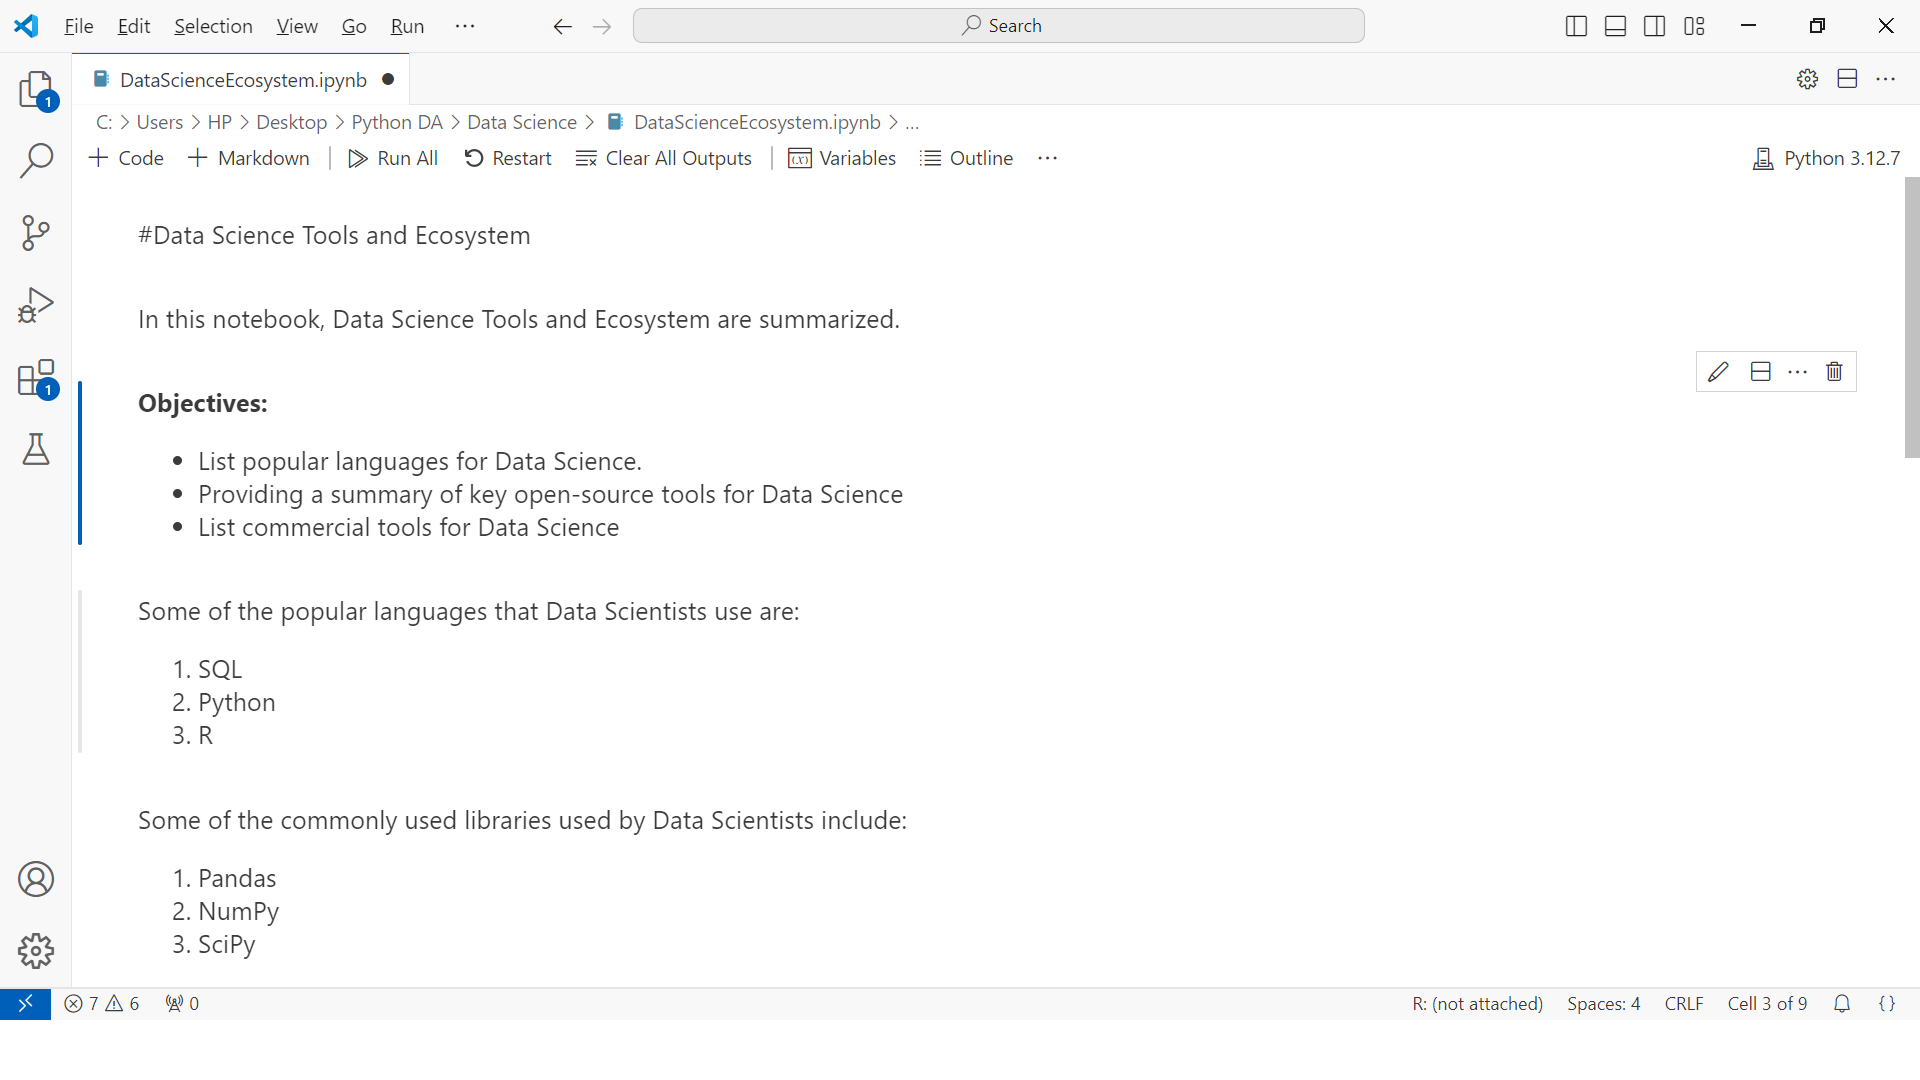 File Edit Selection View Go Run ··· Search
DataScienceEcosystem.ipynb
1
C: > Users > HP > Desktop > Python DA > Data Science > DataScienceEcosystem.ipynb > ...
+ Code + Markdown Run All Restart Clear All Outputs (x) Variables Outline ··· Python 3.12.7
#Data Science Tools and Ecosystem
In this notebook, Data Science Tools and Ecosystem are summarized.
Objectives:
• List popular languages for Data Science.
• Providing a summary of key open-source tools for Data Science
• List commercial tools for Data Science
1
Some of the popular languages that Data Scientists use are:
1. SQL
2. Python
3. R
Some of the commonly used libraries used by Data Scientists include:
1. Pandas
2. NumPy
3. SciPy
7 6 0 R: (not attached) Spaces: 4 CRLF Cell 3 of 9 {}